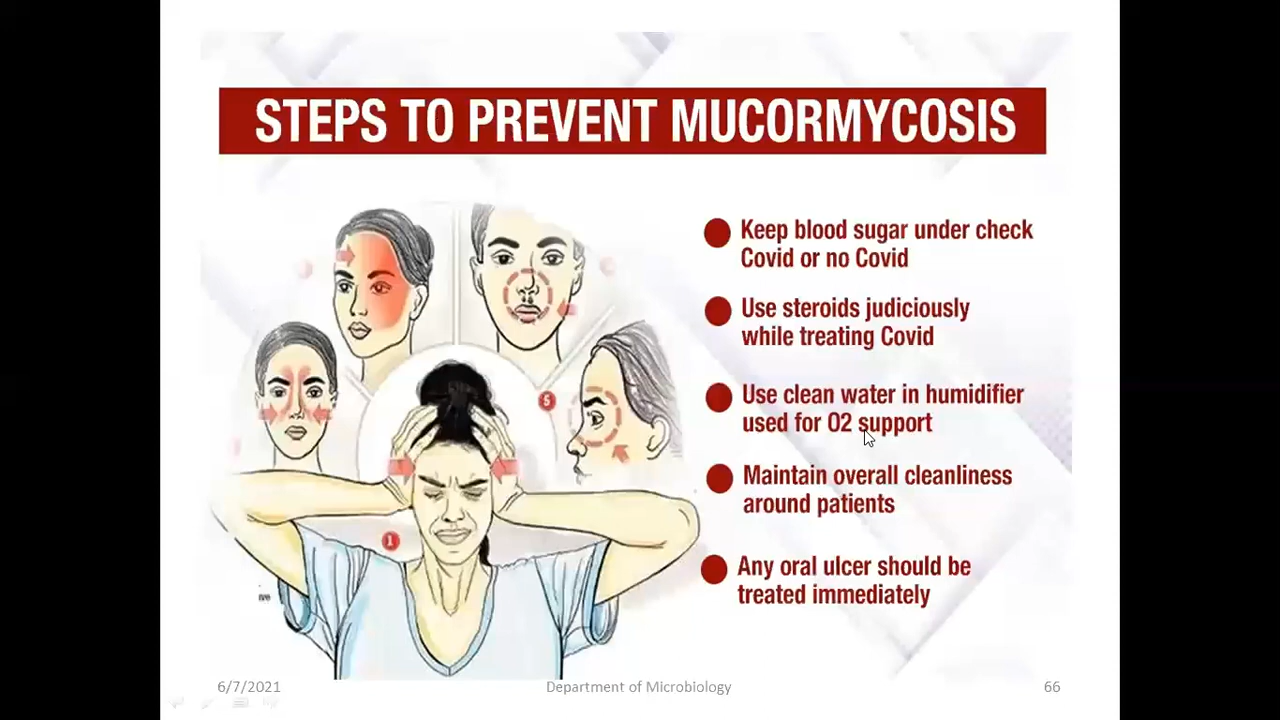 STEPS TO PREVENT MUCORMYCOSIS
Keep blood sugar under check
Covid or no Covid
Use steroids judiciously
while treating Covid
Use clean water in humidifier
used for O2 support
Maintain overall cleanliness
around patients
Any oral ulcer should be
treated immediately
5
1
6/7/2021
Department of Microbiology
66